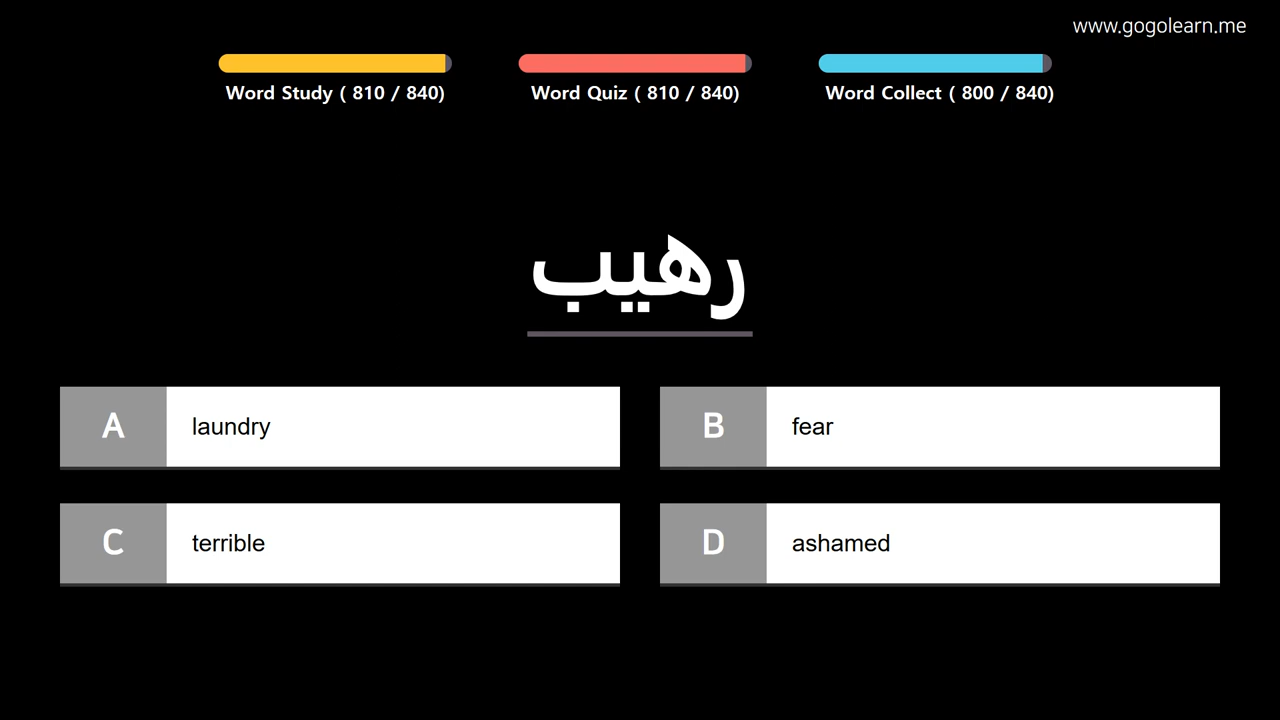 www.gogolearn.me
Word Study ( 810 / 840)
Word Quiz ( 810 / 840)
Word Collect ( 800 / 840)
رهيب
A laundry
B fear
C terrible
D ashamed